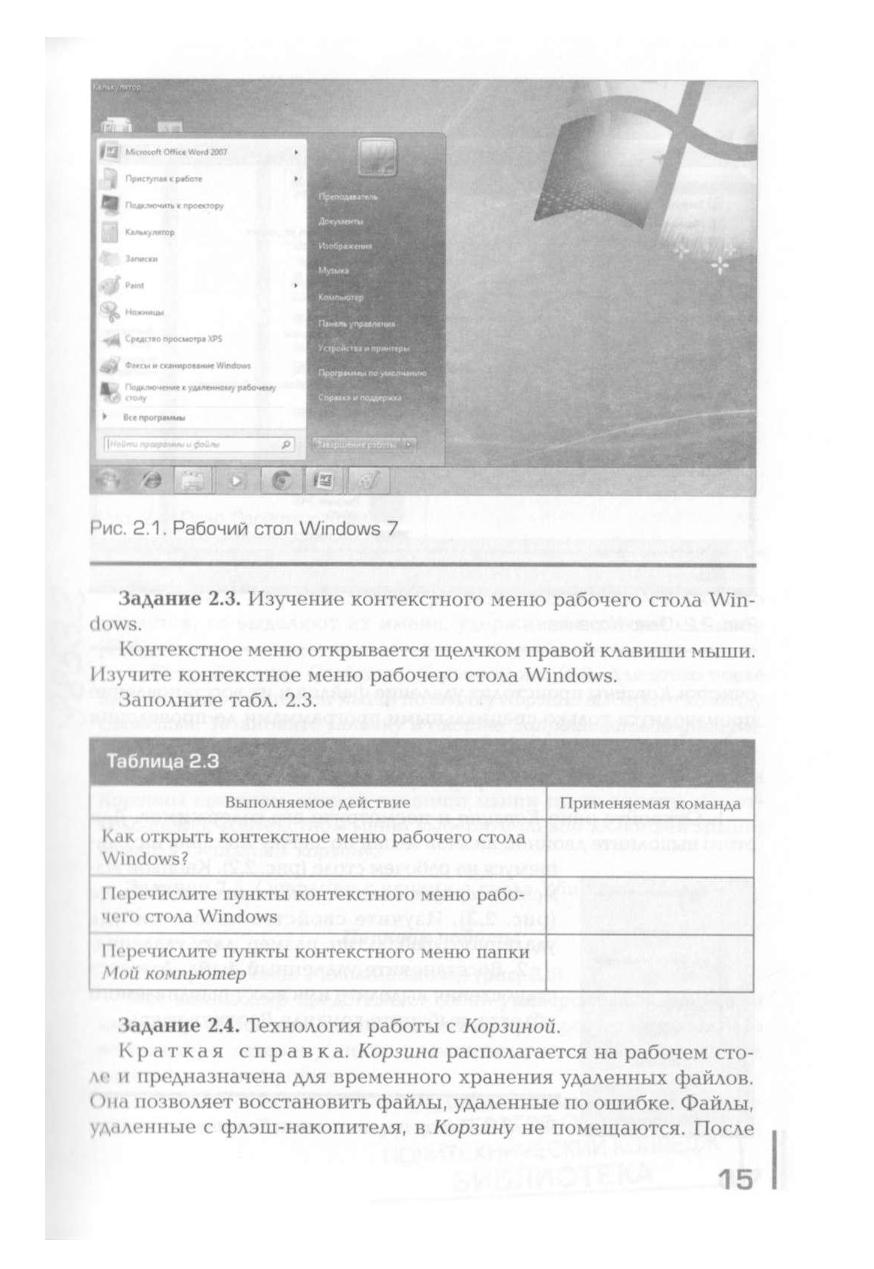 Калькулятор
Microsoft Office Word 2007
Приступая к работе
Подключить к проектору
Калькулятор
Записки
Paint
Ножницы
Средство просмотра XPS
Факсы и сканирование Windows
Подключение к удаленному рабочему
столу
Все программы
Найти программы и файлы
Преподаватель
Документы
Изображения
Музыка
Компьютер
Панель управления
Устройства и принтеры
Программы по умолчанию
Справка и поддержка
Завершение работы
Рис. 2.1. Рабочий стол Windows 7
Задание 2.3. Изучение контекстного меню рабочего стола Win-
dows.
Контекстное меню открывается щелчком правой клавиши мыши.
Изучите контекстное меню рабочего стола Windows.
Заполните табл. 2.3.
Таблица 2.3
Выполняемое действие Применяемая команда
Как открыть контекстное меню рабочего стола
Windows?
Перечислите пункты контекстного меню рабо-
чего стола Windows
Перечислите пункты контекстного меню папки
Мой компьютер
Задание 2.4. Технология работы с Корзиной.
Краткая справка. Корзина располагается на рабочем сто-
ле и предназначена для временного хранения удаленных файлов.
Она позволяет восстановить файлы, удаленные по ошибке. Файлы,
удаленные с флэш-накопителя, в Корзину не помещаются. После
15